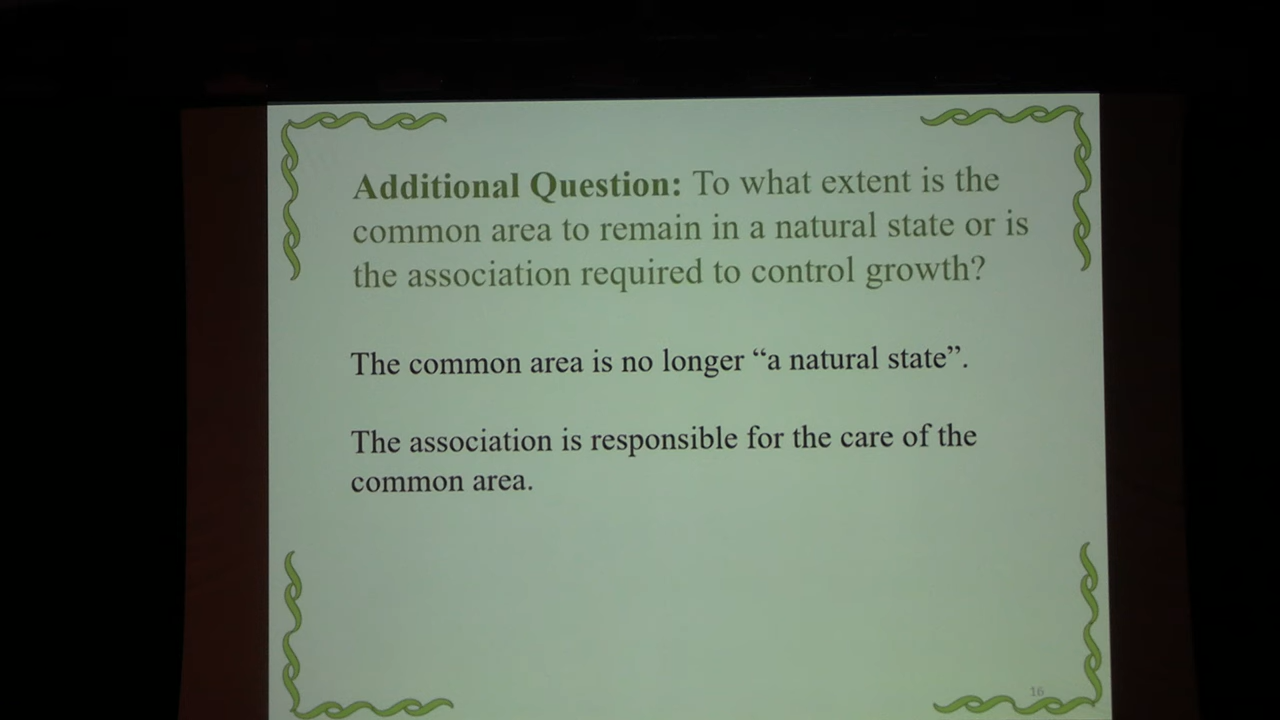 Additional Question: To what extent is the
common area to remain in a natural state or is
the association required to control growth?
The common area is no longer “a natural state”.
The association is responsible for the care of the
common area.
16